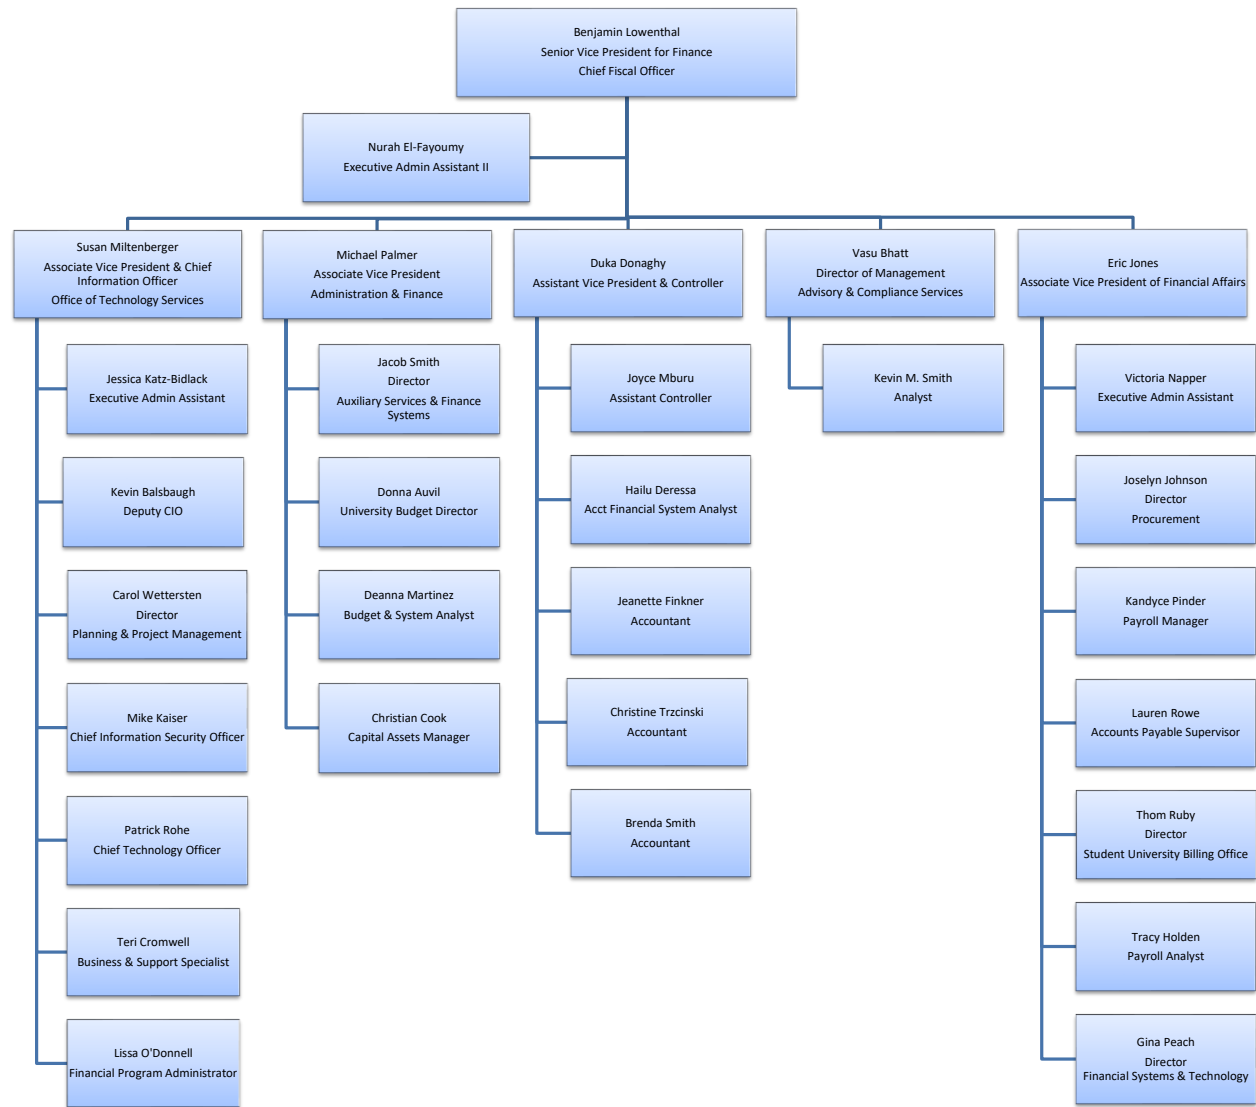 Benjamin Lowenthal
Senior Vice President for Finance
Chief Fiscal Officer
Nurah El-Fayoumy
Executive Admin Assistant II
Susan Miltenberger
Associate Vice President & Chief
Information Officer
Office of Technology Services
Michael Palmer
Associate Vice President
Administration & Finance
Duka Donaghy
Assistant Vice President & Controller
Vasu Bhatt
Director of Management
Advisory & Compliance Services
Eric Jones
Associate Vice President of Financial Affairs
Jessica Katz-Bidlack
Executive Admin Assistant
Kevin Balsbaugh
Deputy CIO
Carol Wettersten
Director
Planning & Project Management
Mike Kaiser
Chief Information Security Officer
Patrick Rohe
Chief Technology Officer
Teri Cromwell
Business & Support Specialist
Lissa O'Donnell
Financial Program Administrator
Jacob Smith
Director
Auxiliary Services & Finance
Systems
Donna Auvil
University Budget Director
Deanna Martinez
Budget & System Analyst
Christian Cook
Capital Assets Manager
Joyce Mburu
Assistant Controller
Hailu Deressa
Acct Financial System Analyst
Jeanette Finkner
Accountant
Christine Trzcinski
Accountant
Brenda Smith
Accountant
Kevin M. Smith
Analyst
Victoria Napper
Executive Admin Assistant
Joselyn Johnson
Director
Procurement
Kandyce Pinder
Payroll Manager
Lauren Rowe
Accounts Payable Supervisor
Thom Ruby
Director
Student University Billing Office
Tracy Holden
Payroll Analyst
Gina Peach
Director
Financial Systems & Technology